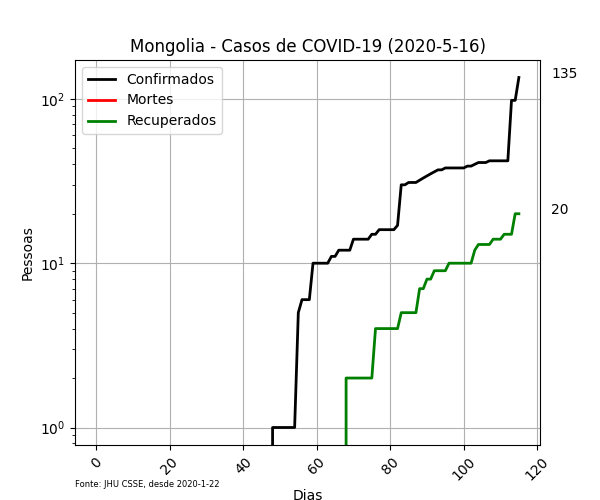 Mongolia - Casos de COVID-19 (2020-5-16)
Confirmados
Mortes
Recuperados
135
20
10²
10¹
10⁰
Pessoas
0 20 40 60 80 100 120
Fonte: JHU CSSE, desde 2020-1-22
Dias